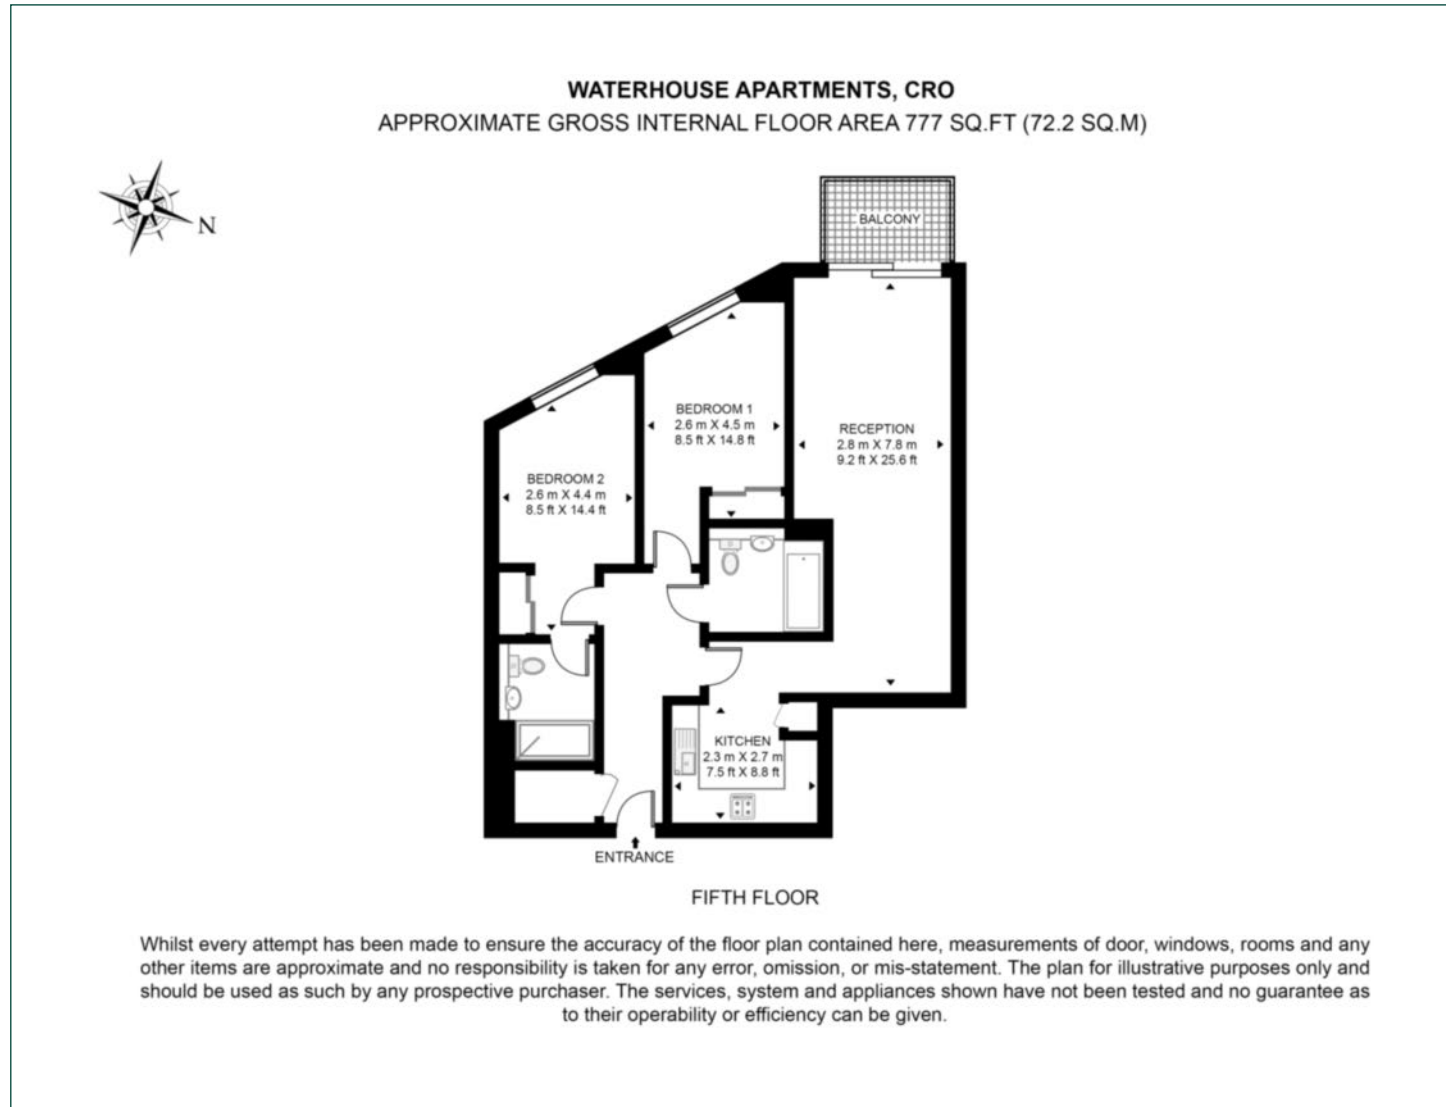 WATERHOUSE APARTMENTS, CRO
APPROXIMATE GROSS INTERNAL FLOOR AREA 777 SQ.FT (72.2 SQ.M)
N
BALCONY
BEDROOM 1
2.6 m X 4.5 m
8.5 ft X 14.8 ft
RECEPTION
2.8 m X 7.8 m
9.2 ft X 25.6 ft
BEDROOM 2
2.6 m X 4.4 m
8.5 ft X 14.4 ft
KITCHEN
2.3 m X 2.7 m
7.5 ft X 8.8 ft
ENTRANCE
FIFTH FLOOR
Whilst every attempt has been made to ensure the accuracy of the floor plan contained here, measurements of door, windows, rooms and any
other items are approximate and no responsibility is taken for any error, omission, or mis-statement. The plan for illustrative purposes only and
should be used as such by any prospective purchaser. The services, system and appliances shown have not been tested and no guarantee as
to their operability or efficiency can be given.